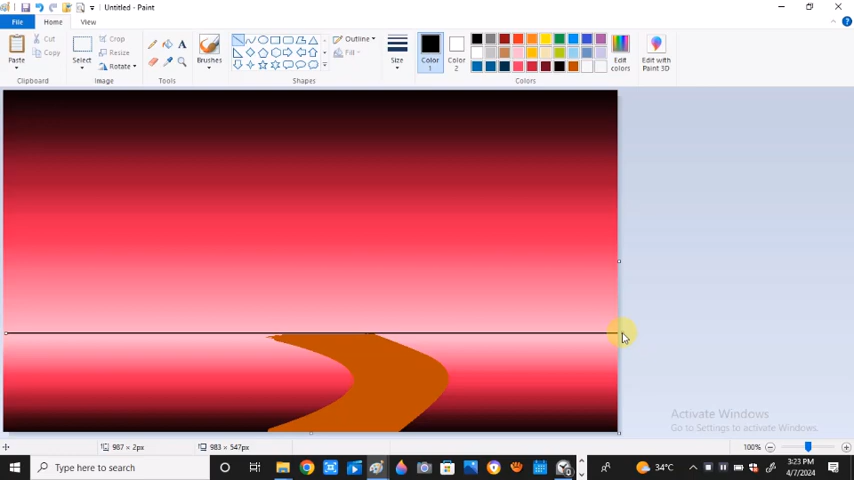 Untitled - Paint
File Home View
Cut
Copy
Paste
Clipboard
Crop
Resize
Rotate
Select
Image
A
Tools
Brushes
Outline
Fill
Shapes
Size
Color 1
Color 2
Edit colors
Colors
Edit with Paint 3D
Activate Windows
Go to Settings to activate Windows.
987 × 2px
983 × 547px
100%
Type here to search
34°C
3:23 PM
4/7/2024